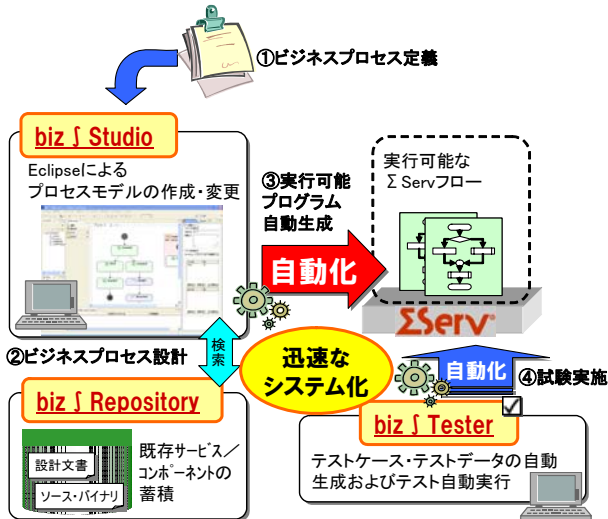 ①ビジネスプロセス定義
biz ∫ Studio
Eclipseによる
プロセスモデルの作成・変更
③実行可能
プログラム
自動生成
自動化
実行可能な
Σ Servフロー
ΣServ
②ビジネスプロセス設計
検索
迅速な
システム化
自動化
④試験実施
biz ∫ Repository
設計文書
ソース・バイナリ
既存サービス／
コンポーネントの
蓄積
biz ∫ Tester
テストケース・テストデータの自動
生成およびテスト自動実行